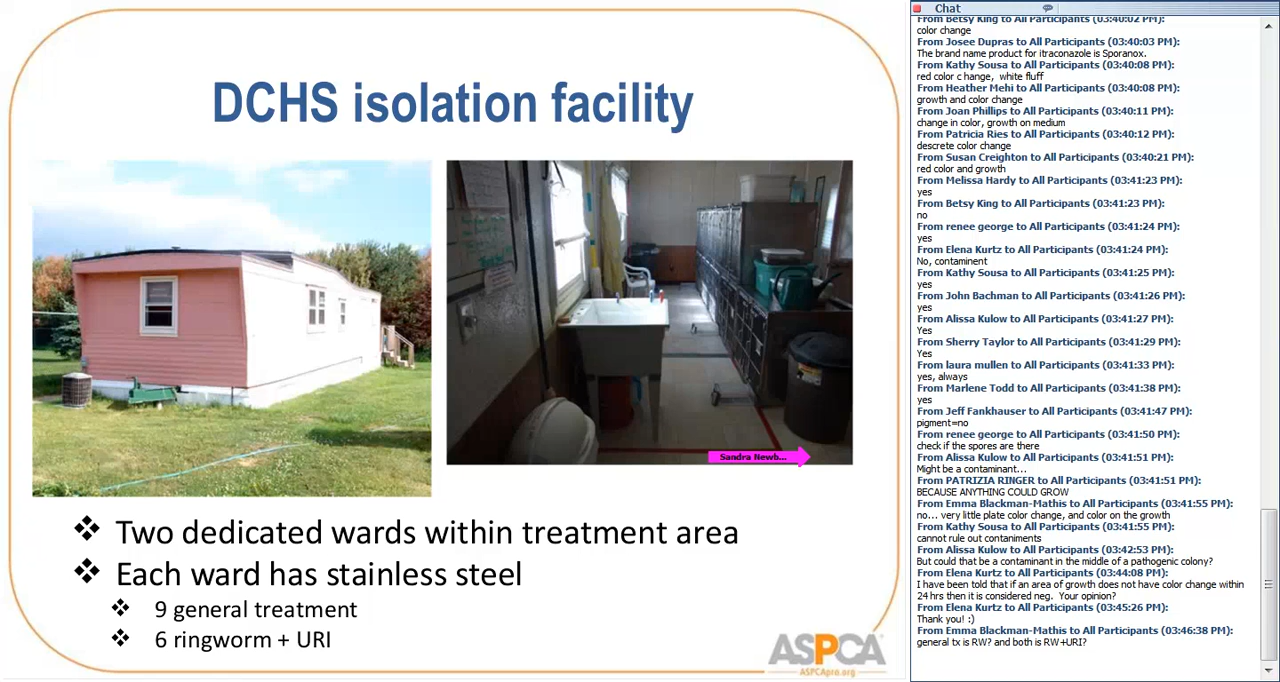 DCHS isolation facility
Sandra Newb...
Two dedicated wards within treatment area
Each ward has stainless steel
9 general treatment
6 ringworm + URI
ASPCA
ASPCApro.org
Chat
From Betsy King to All Participants (03:40:02 PM):
color change
From Josee Dupras to All Participants (03:40:03 PM):
The brand name product for itraconazole is Sporanox.
From Kathy Sousa to All Participants (03:40:08 PM):
red color c hange,  white fluff
From Heather Mehi to All Participants (03:40:08 PM):
growth and color change
From Joan Phillips to All Participants (03:40:11 PM):
change in color, growth on medium
From Patricia Ries to All Participants (03:40:12 PM):
descrete color change
From Susan Creighton to All Participants (03:40:21 PM):
red color and growth
From Melissa Hardy to All Participants (03:41:23 PM):
yes
From Betsy King to All Participants (03:41:23 PM):
no
From renee george to All Participants (03:41:24 PM):
yes
From Elena Kurtz to All Participants (03:41:24 PM):
No, contaminent
From Kathy Sousa to All Participants (03:41:25 PM):
yes
From John Bachman to All Participants (03:41:26 PM):
yes
From Alissa Kulow to All Participants (03:41:27 PM):
Yes
From Sherry Taylor to All Participants (03:41:29 PM):
Yes
From laura mullen to All Participants (03:41:33 PM):
yes, always
From Marlene Todd to All Participants (03:41:38 PM):
yes
From Jeff Fankhauser to All Participants (03:41:47 PM):
pigment=no
From renee george to All Participants (03:41:50 PM):
check if the spores are there
From Alissa Kulow to All Participants (03:41:51 PM):
Might be a contaminant...
From PATRIZIA RINGER to All Participants (03:41:51 PM):
BECAUSE ANYTHING COULD GROW
From Emma Blackman-Mathis to All Participants (03:41:55 PM):
no... very little plate color change, and color on the growth
From Kathy Sousa to All Participants (03:41:55 PM):
cannot rule out contaniments
From Alissa Kulow to All Participants (03:42:53 PM):
But could that be a contaminant in the middle of a pathogenic colony?
From Elena Kurtz to All Participants (03:44:08 PM):
I have been told that if an area of growth does not have color change within
24 hrs then it is considered neg.  Your opinion?
From Elena Kurtz to All Participants (03:45:26 PM):
Thank you! :)
From Emma Blackman-Mathis to All Participants (03:46:38 PM):
general tx is RW? and both is RW+URI?